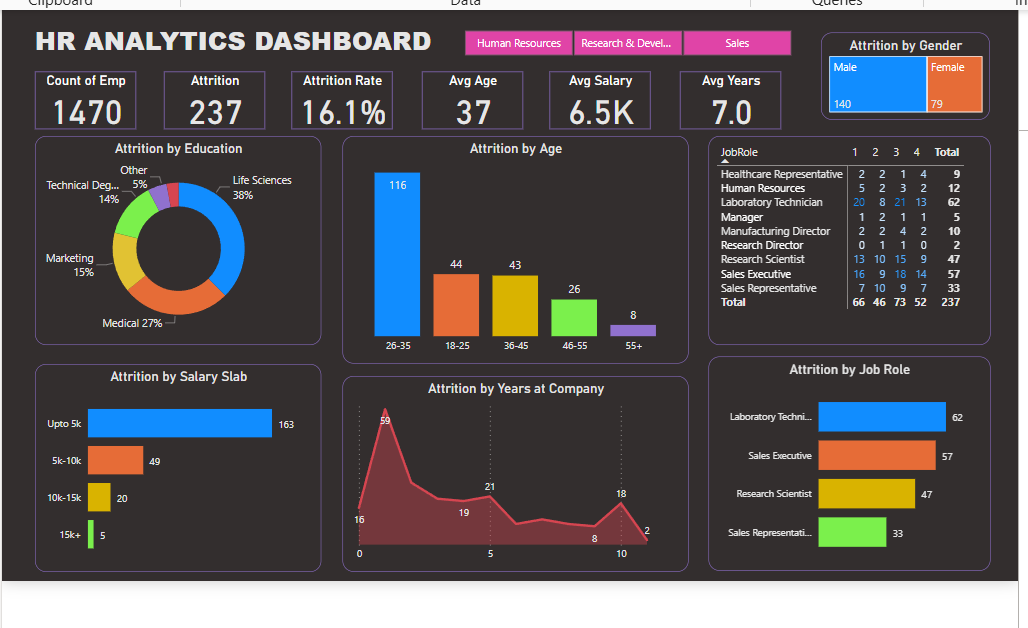 Clipboard
Data
Queries
HR ANALYTICS DASHBOARD
Human Resources
Research & Devel...
Sales
Attrition by Gender
Male
140
Female
79
Count of Emp
1470
Attrition
237
Attrition Rate
16.1%
Avg Age
37
Avg Salary
6.5K
Avg Years
7.0
Attrition by Education
Other
5%
Technical Deg...
14%
Life Sciences
38%
Marketing
15%
Medical 27%
Attrition by Age
116
44
43
26
8
26-35
18-25
36-45
46-55
55+
JobRole 1 2 3 4 Total
Healthcare Representative 2 2 1 4 9
Human Resources 5 2 3 2 12
Laboratory Technician 20 8 21 13 62
Manager 1 2 1 1 5
Manufacturing Director 2 2 4 2 10
Research Director 0 1 1 0 2
Research Scientist 13 10 15 9 47
Sales Executive 16 9 18 14 57
Sales Representative 7 10 9 7 33
Total 66 46 73 52 237
Attrition by Salary Slab
Upto 5k 163
5k-10k 49
10k-15k 20
15k+ 5
Attrition by Years at Company
59
16
19
21
8
18
2
0
5
10
Attrition by Job Role
Laboratory Techni... 62
Sales Executive 57
Research Scientist 47
Sales Representati... 33